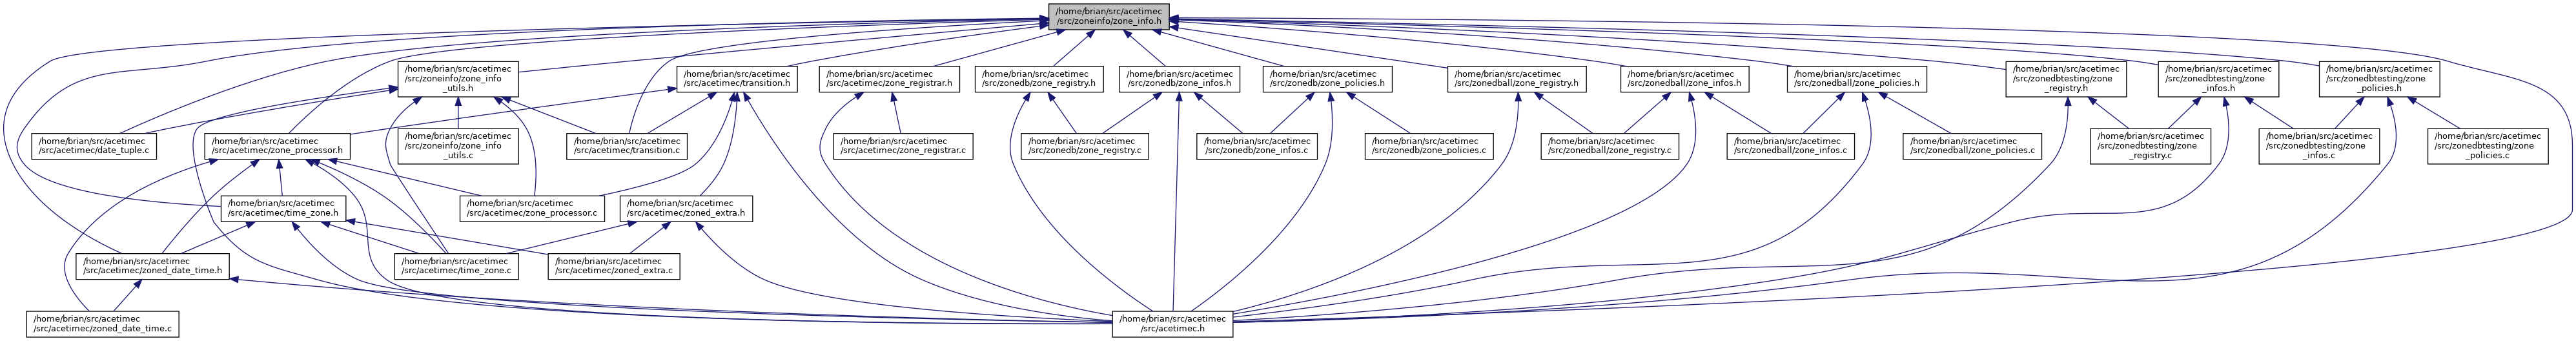 /home/brian/src/acetimec
/src/zoneinfo/zone_info.h
/home/brian/src/acetimec
/src/zoneinfo/zone_info
_utils.h
/home/brian/src/acetimec
/src/acetimec/transition.h
/home/brian/src/acetimec
/src/acetimec/zone_registrar.h
/home/brian/src/acetimec
/src/zonedb/zone_registry.h
/home/brian/src/acetimec
/src/zonedb/zone_infos.h
/home/brian/src/acetimec
/src/zonedb/zone_policies.h
/home/brian/src/acetimec
/src/zonedball/zone_registry.h
/home/brian/src/acetimec
/src/zonedball/zone_infos.h
/home/brian/src/acetimec
/src/zonedball/zone_policies.h
/home/brian/src/acetimec
/src/zonedbtesting/zone
_registry.h
/home/brian/src/acetimec
/src/zonedbtesting/zone
_infos.h
/home/brian/src/acetimec
/src/zonedbtesting/zone
_policies.h
/home/brian/src/acetimec
/src/acetimec/date_tuple.c
/home/brian/src/acetimec
/src/acetimec/zone_processor.h
/home/brian/src/acetimec
/src/zoneinfo/zone_info
_utils.c
/home/brian/src/acetimec
/src/acetimec/transition.c
/home/brian/src/acetimec
/src/acetimec/zone_registrar.c
/home/brian/src/acetimec
/src/zonedb/zone_registry.c
/home/brian/src/acetimec
/src/zonedb/zone_infos.c
/home/brian/src/acetimec
/src/zonedb/zone_policies.c
/home/brian/src/acetimec
/src/zonedball/zone_registry.c
/home/brian/src/acetimec
/src/zonedball/zone_infos.c
/home/brian/src/acetimec
/src/zonedball/zone_policies.c
/home/brian/src/acetimec
/src/zonedbtesting/zone
_registry.c
/home/brian/src/acetimec
/src/zonedbtesting/zone
_infos.c
/home/brian/src/acetimec
/src/zonedbtesting/zone
_policies.c
/home/brian/src/acetimec
/src/acetimec/time_zone.h
/home/brian/src/acetimec
/src/acetimec/zone_processor.c
/home/brian/src/acetimec
/src/acetimec/zoned_extra.h
/home/brian/src/acetimec
/src/acetimec/zoned_date_time.h
/home/brian/src/acetimec
/src/acetimec/time_zone.c
/home/brian/src/acetimec
/src/acetimec/zoned_extra.c
/home/brian/src/acetimec
/src/acetimec/zoned_date_time.c
/home/brian/src/acetimec
/src/acetimec.h